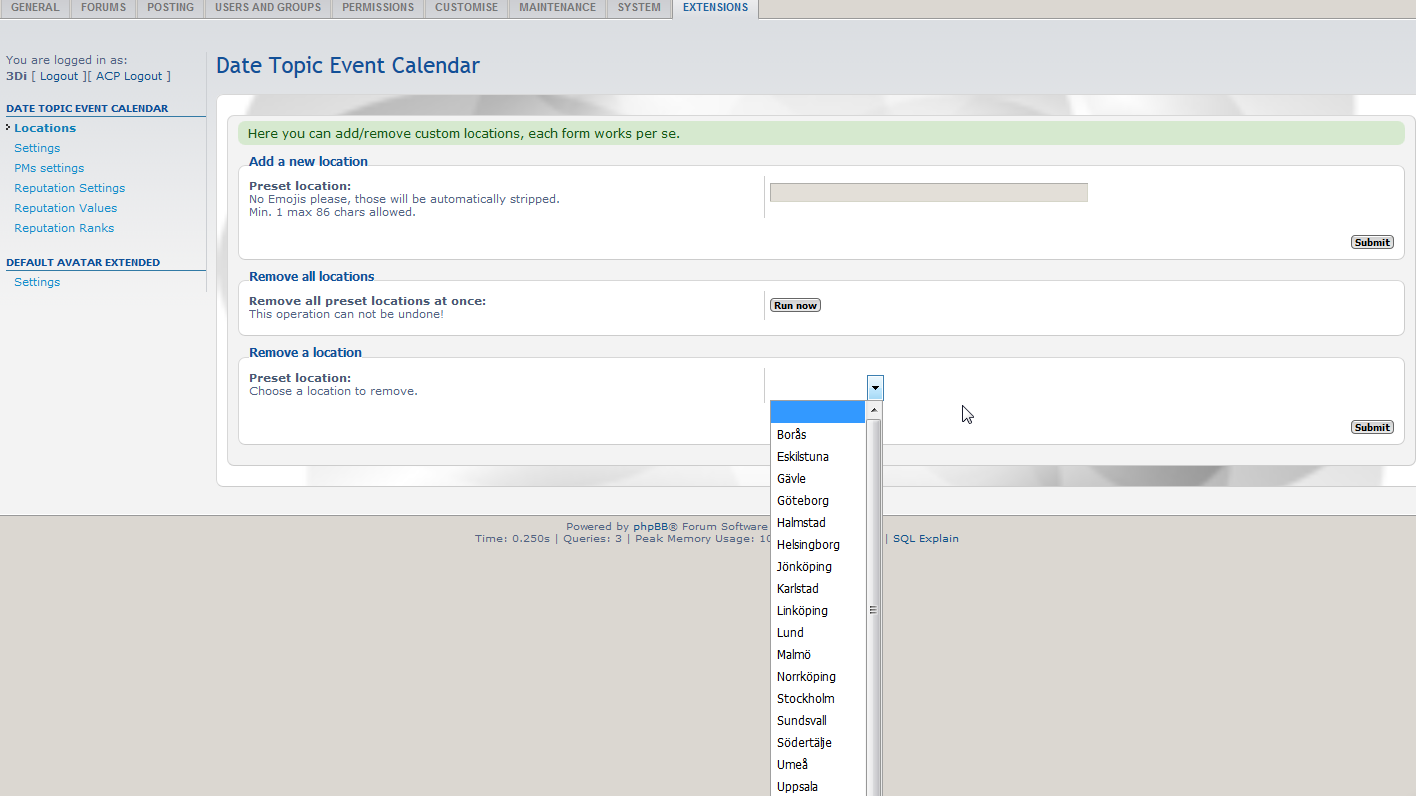 GENERAL FORUMS POSTING USERS AND GROUPS PERMISSIONS CUSTOMISE MAINTENANCE SYSTEM EXTENSIONS
You are logged in as:
3Di [ Logout ][ ACP Logout ]
DATE TOPIC EVENT CALENDAR
Locations
Settings
PMs settings
Reputation Settings
Reputation Values
Reputation Ranks
DEFAULT AVATAR EXTENDED
Settings
Date Topic Event Calendar
Here you can add/remove custom locations, each form works per se.
Add a new location
Preset location:
No Emojis please, those will be automatically stripped.
Min. 1 max 86 chars allowed.
Submit
Remove all locations
Remove all preset locations at once:
This operation can not be undone!
Run now
Remove a location
Preset location:
Choose a location to remove.
Submit
Borås
Eskilstuna
Gävle
Göteborg
Halmstad
Helsingborg
Jönköping
Karlstad
Linköping
Lund
Malmö
Norrköping
Stockholm
Sundsvall
Södertälje
Umeå
Uppsala
Powered by phpBB® Forum Software
Time: 0.250s | Queries: 3 | Peak Memory Usage: 10 | SQL Explain